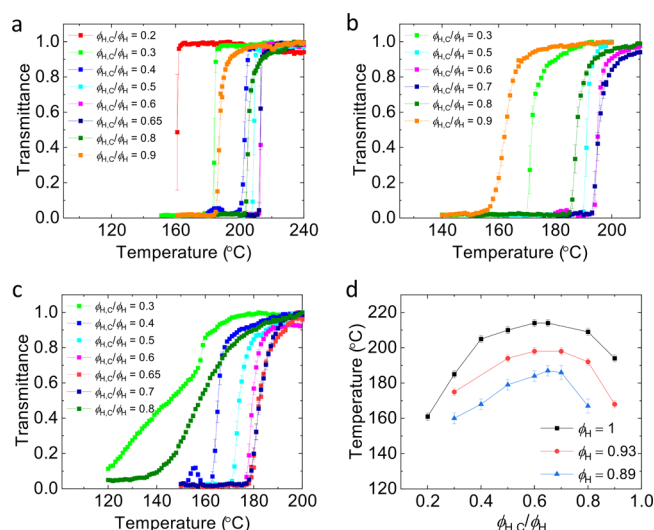 a
Transmittance
1.0
0.8
0.6
0.4
0.2
0.0
ϕH,C/ϕH = 0.2
ϕH,C/ϕH = 0.3
ϕH,C/ϕH = 0.4
ϕH,C/ϕH = 0.5
ϕH,C/ϕH = 0.6
ϕH,C/ϕH = 0.65
ϕH,C/ϕH = 0.8
ϕH,C/ϕH = 0.9
120 160 200 240
Temperature (°C)
b
Transmittance
1.0
0.8
0.6
0.4
0.2
0.0
ϕH,C/ϕH = 0.3
ϕH,C/ϕH = 0.5
ϕH,C/ϕH = 0.6
ϕH,C/ϕH = 0.7
ϕH,C/ϕH = 0.8
ϕH,C/ϕH = 0.9
120 140 160 180 200
Temperature (°C)
c
Transmittance
1.0
0.8
0.6
0.4
0.2
0.0
ϕH,C/ϕH = 0.3
ϕH,C/ϕH = 0.4
ϕH,C/ϕH = 0.5
ϕH,C/ϕH = 0.6
ϕH,C/ϕH = 0.65
ϕH,C/ϕH = 0.7
ϕH,C/ϕH = 0.8
100 120 140 160 180 200
Temperature (°C)
d
Temperature (°C)
220
200
180
160
140
120
ϕH = 1
ϕH = 0.93
ϕH = 0.89
0.2 0.4 0.6 0.8 1.0
ϕH,C/ϕH